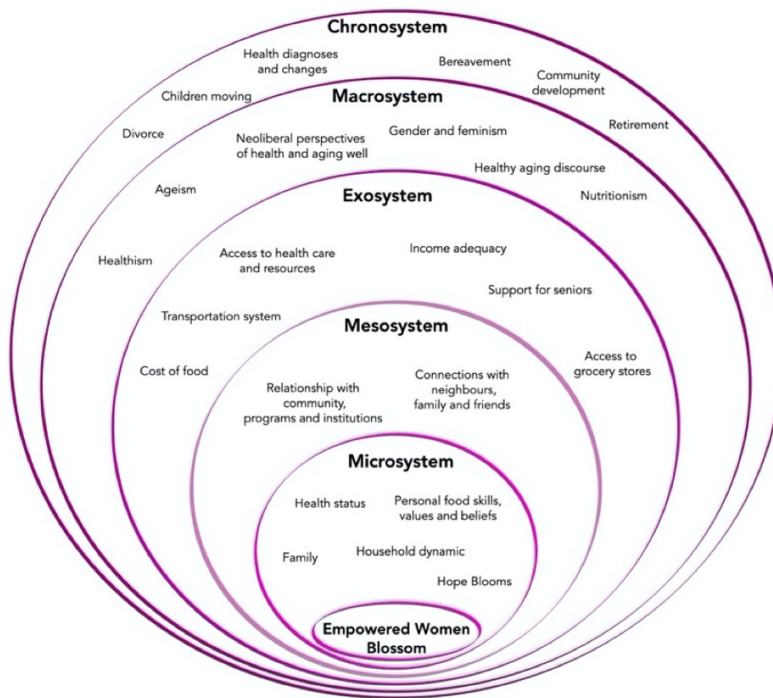 Chronosystem
Health diagnoses
and changes
Bereavement
Community
development
Children moving
Retirement
Divorce
Macrosystem
Neoliberal perspectives
of health and aging well
Gender and feminism
Healthy aging discourse
Ageism
Nutritionism
Healthism
Exosystem
Access to health care
and resources
Income adequacy
Support for seniors
Transportation system
Cost of food
Access to
grocery stores
Mesosystem
Relationship with
community,
programs and institutions
Connections with
neighbours,
family and friends
Microsystem
Health status
Personal food skills,
values and beliefs
Family
Household dynamic
Hope Blooms
Empowered Women
Blossom